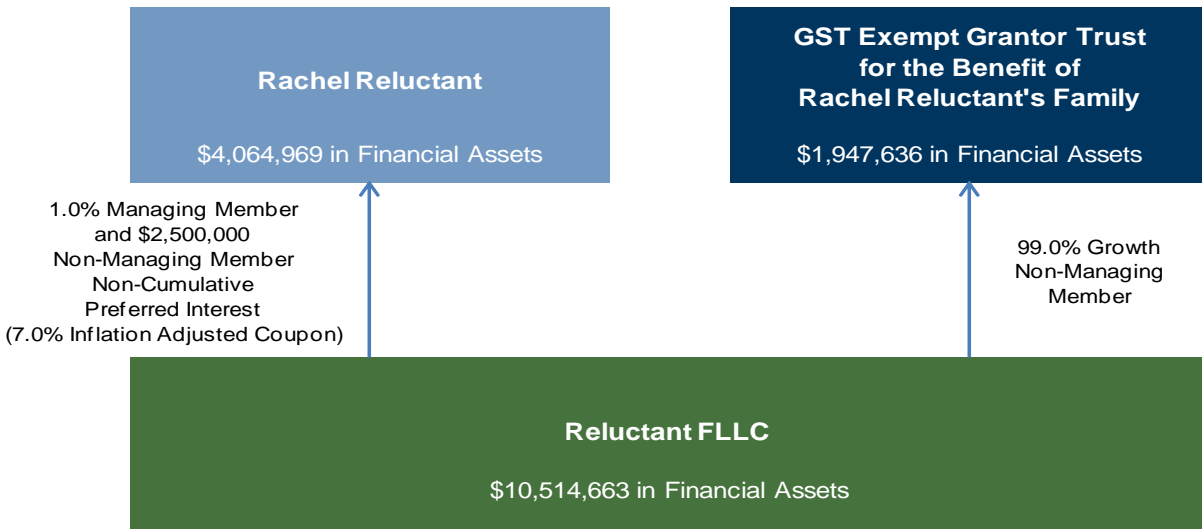 Rachel Reluctant
$4,064,969 in Financial Assets
GST Exempt Grantor Trust
for the Benefit of
Rachel Reluctant's Family
$1,947,636 in Financial Assets
1.0% Managing Member
and $2,500,000
Non-Managing Member
Non-Cumulative
Preferred Interest
(7.0% Inflation Adjusted Coupon)
99.0% Growth
Non-Managing
Member
Reluctant FLLC
$10,514,663 in Financial Assets